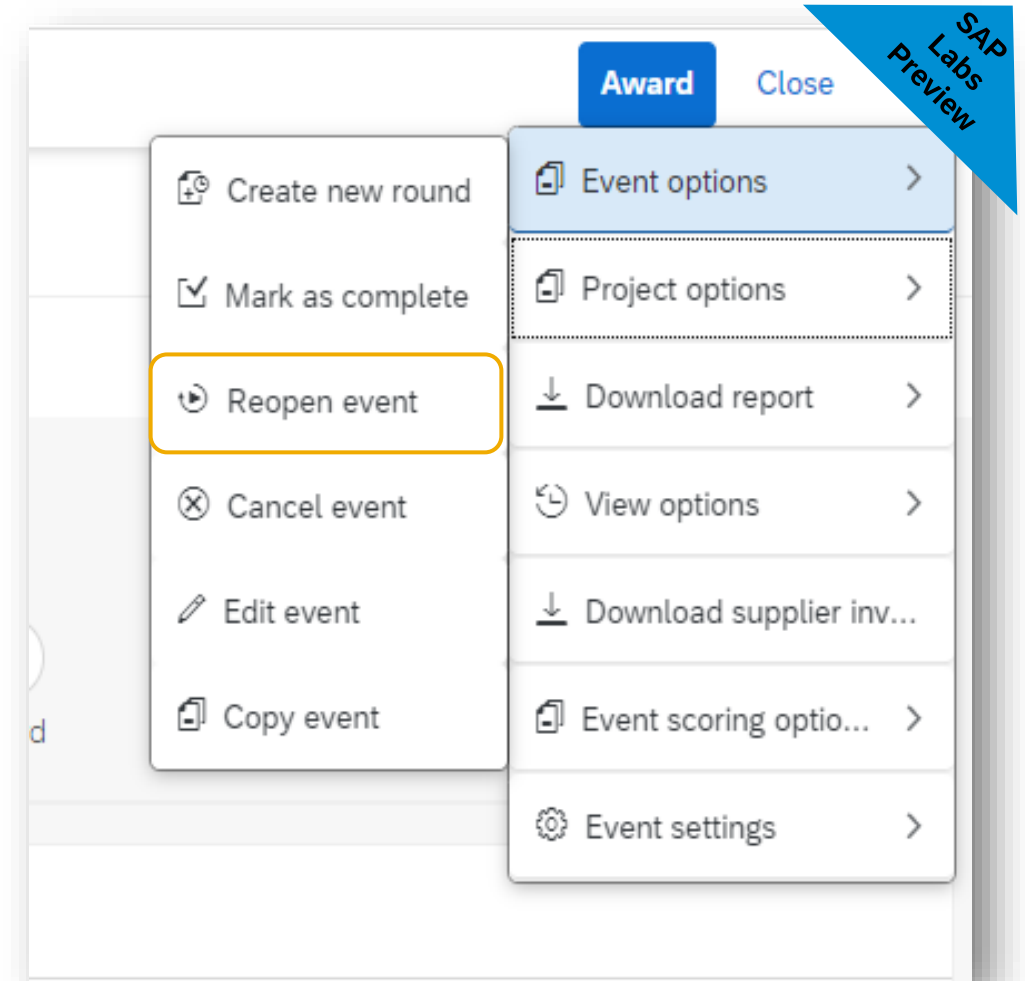 SAP
Labs
Preview
Award
Close
Create new round
Mark as complete
Reopen event
Cancel event
Edit event
Copy event
Event options
Project options
Download report
View options
Download supplier inv...
Event scoring optio...
Event settings
d